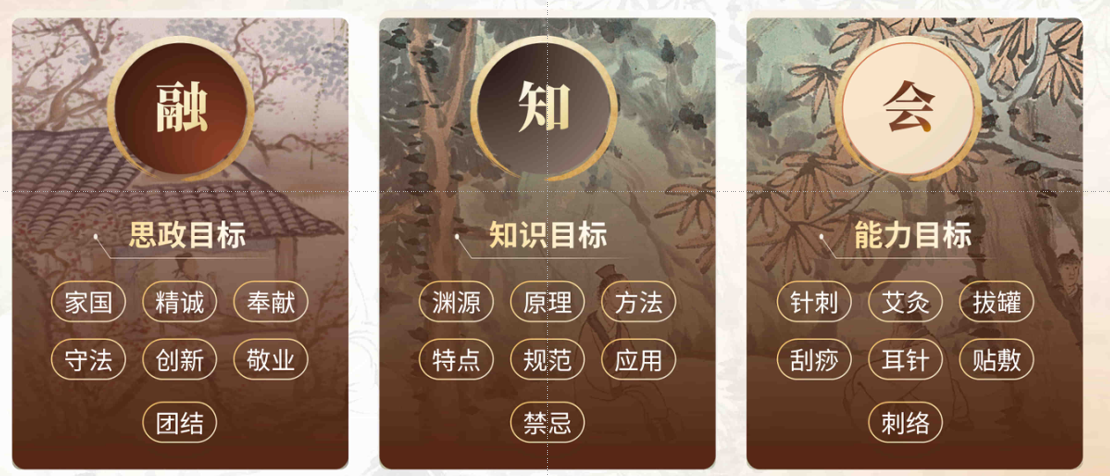 融
思政目标
家国 精诚 奉献
守法 创新 敬业
团结
知
知识目标
渊源 原理 方法
特点 规范 应用
禁忌
会
能力目标
针刺 艾灸 拔罐
刮痧 耳针 贴敷
刺络